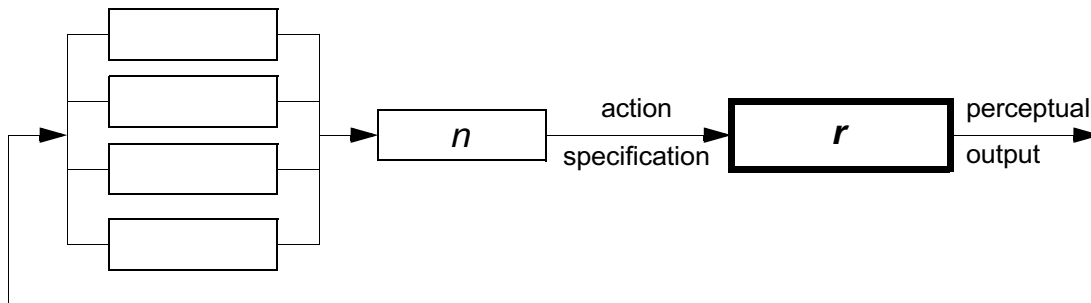 n
action
specification
r
perceptual
output